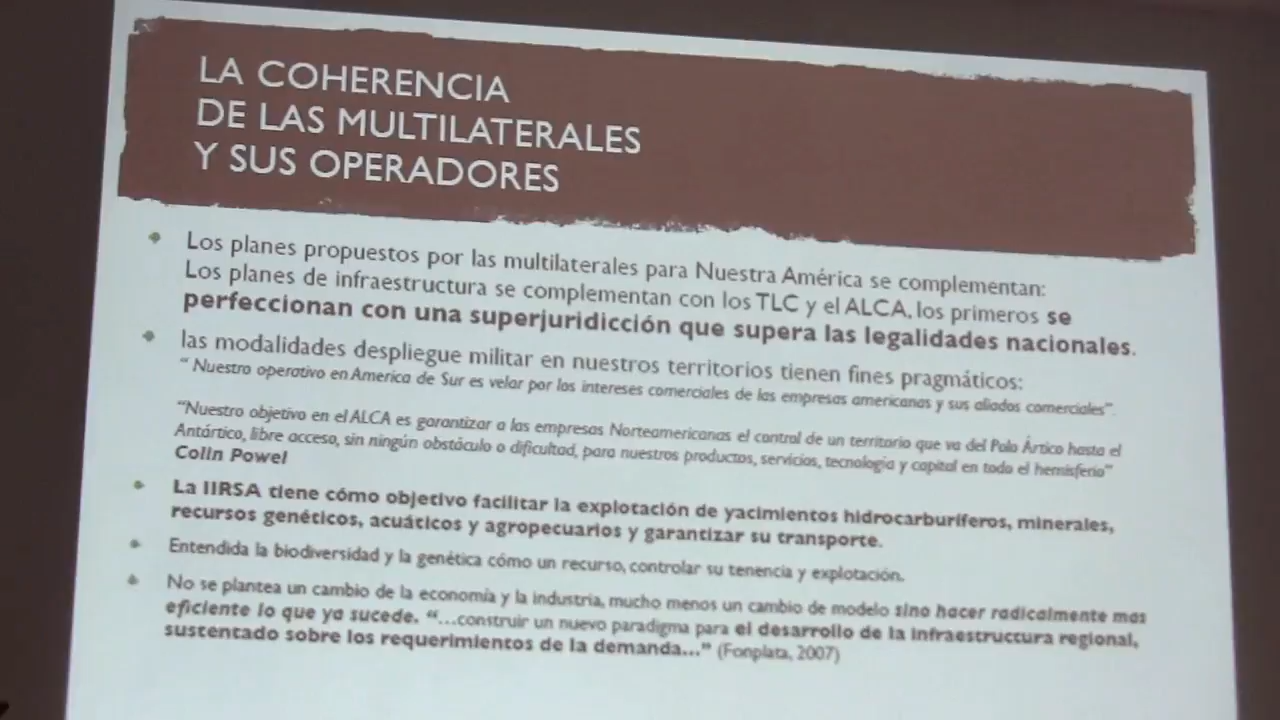 LA COHERENCIA
DE LAS MULTILATERALES
Y SUS OPERADORES
Los planes propuestos por las multilaterales para Nuestra América se complementan:
Los planes de infraestructura se complementan con los TLC y el ALCA, los primeros se
perfeccionan con una superjuridicción que supera las legalidades nacionales.
las modalidades despliegue militar en nuestros territorios tienen fines pragmáticos:
“ Nuestro operativo en America de Sur es velar por los intereses comerciales de las empresas americanas y sus aliados comerciales”.
“Nuestro objetivo en el ALCA es garantizar a las empresas Norteamericanas el control de un territorio que va del Polo Ártico hasta el
Antártico, libre acceso, sin ningún obstáculo o dificultad, para nuestros productos, servicios, tecnología y capital en todo el hemisferio”
Colin Powel
La IIRSA tiene cómo objetivo facilitar la explotación de yacimientos hidrocarburíferos, minerales,
recursos genéticos, acuáticos y agropecuarios y garantizar su transporte.
Entendida la biodiversidad y la genética cómo un recurso, controlar su tenencia y explotación.
No se plantea un cambio de la economía y la industria, mucho menos un cambio de modelo sino hacer radicalmente mas
eficiente lo que ya sucede. “...construir un nuevo paradigma para el desarrollo de la infraestructura regional,
sustentado sobre los requerimientos de la demanda...” (Fonplata, 2007)